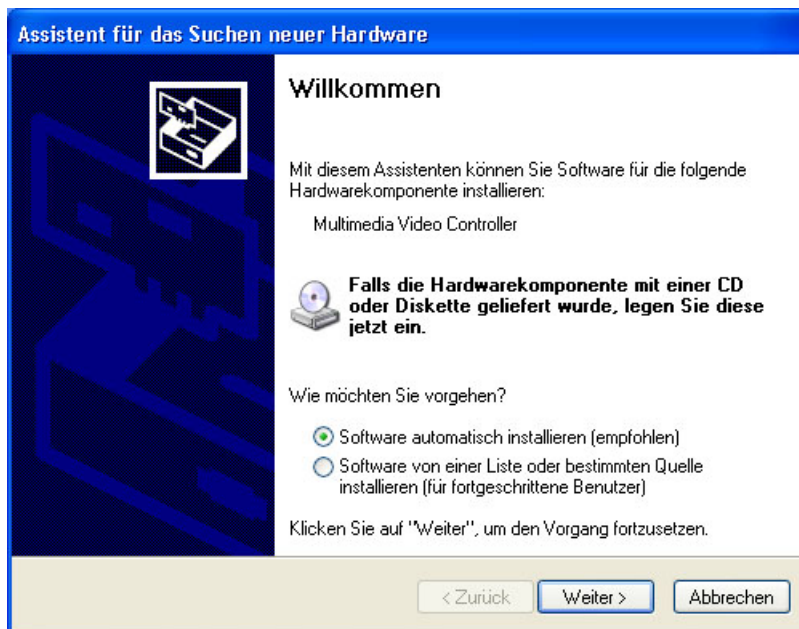 Assistent für das Suchen neuer Hardware
Willkommen
Mit diesem Assistenten können Sie Software für die folgende
Hardwarekomponente installieren:
Multimedia Video Controller
Falls die Hardwarekomponente mit einer CD
oder Diskette geliefert wurde, legen Sie diese
jetzt ein.
Wie möchten Sie vorgehen?
Software automatisch installieren (empfohlen)
Software von einer Liste oder bestimmten Quelle
installieren (für fortgeschrittene Benutzer)
Klicken Sie auf "Weiter", um den Vorgang fortzusetzen.
< Zurück
Weiter >
Abbrechen